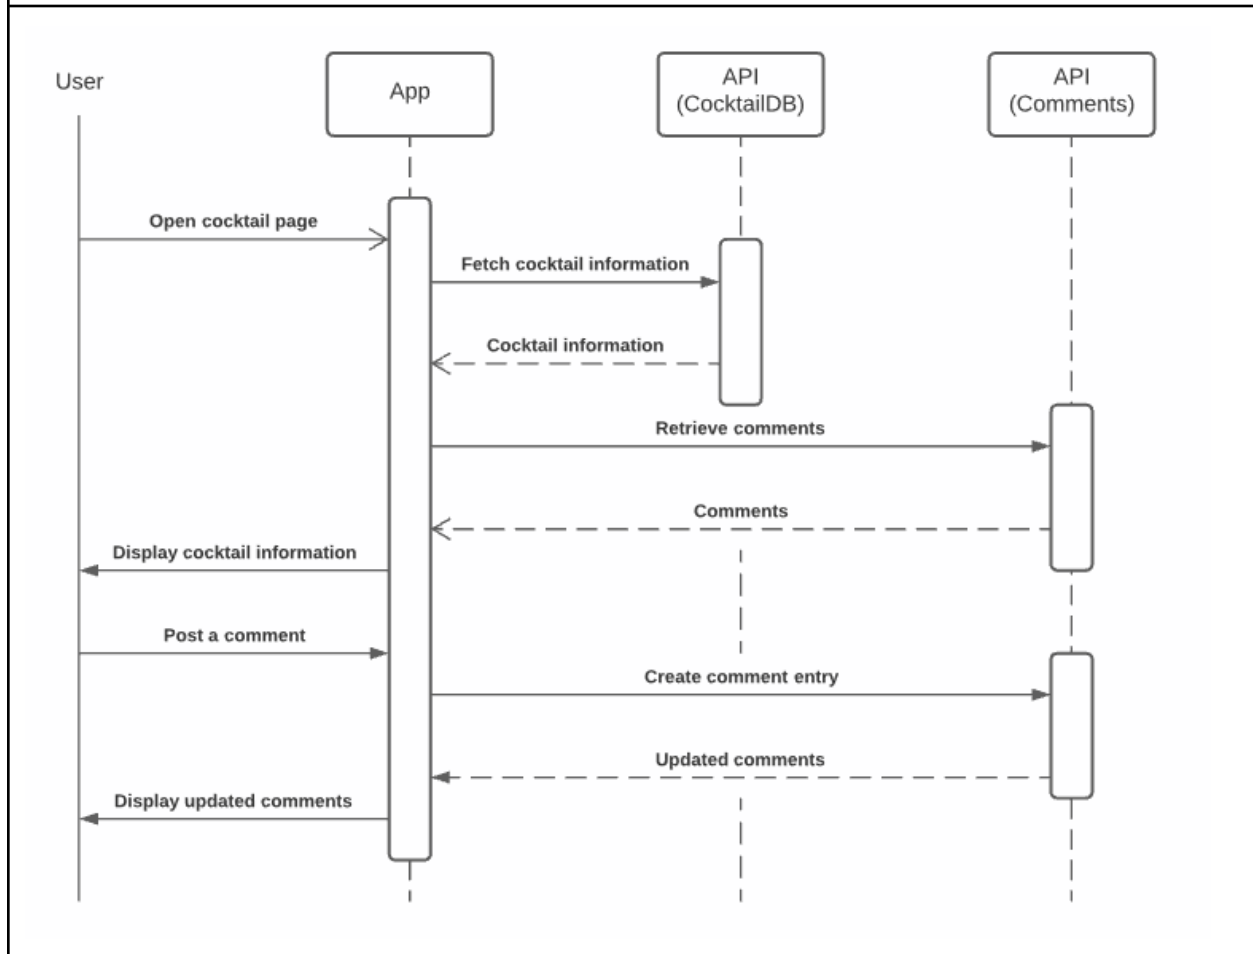 User
App
API
(CocktailDB)
API
(Comments)
Open cocktail page
Fetch cocktail information
Cocktail information
Retrieve comments
Comments
Display cocktail information
Post a comment
Create comment entry
Updated comments
Display updated comments